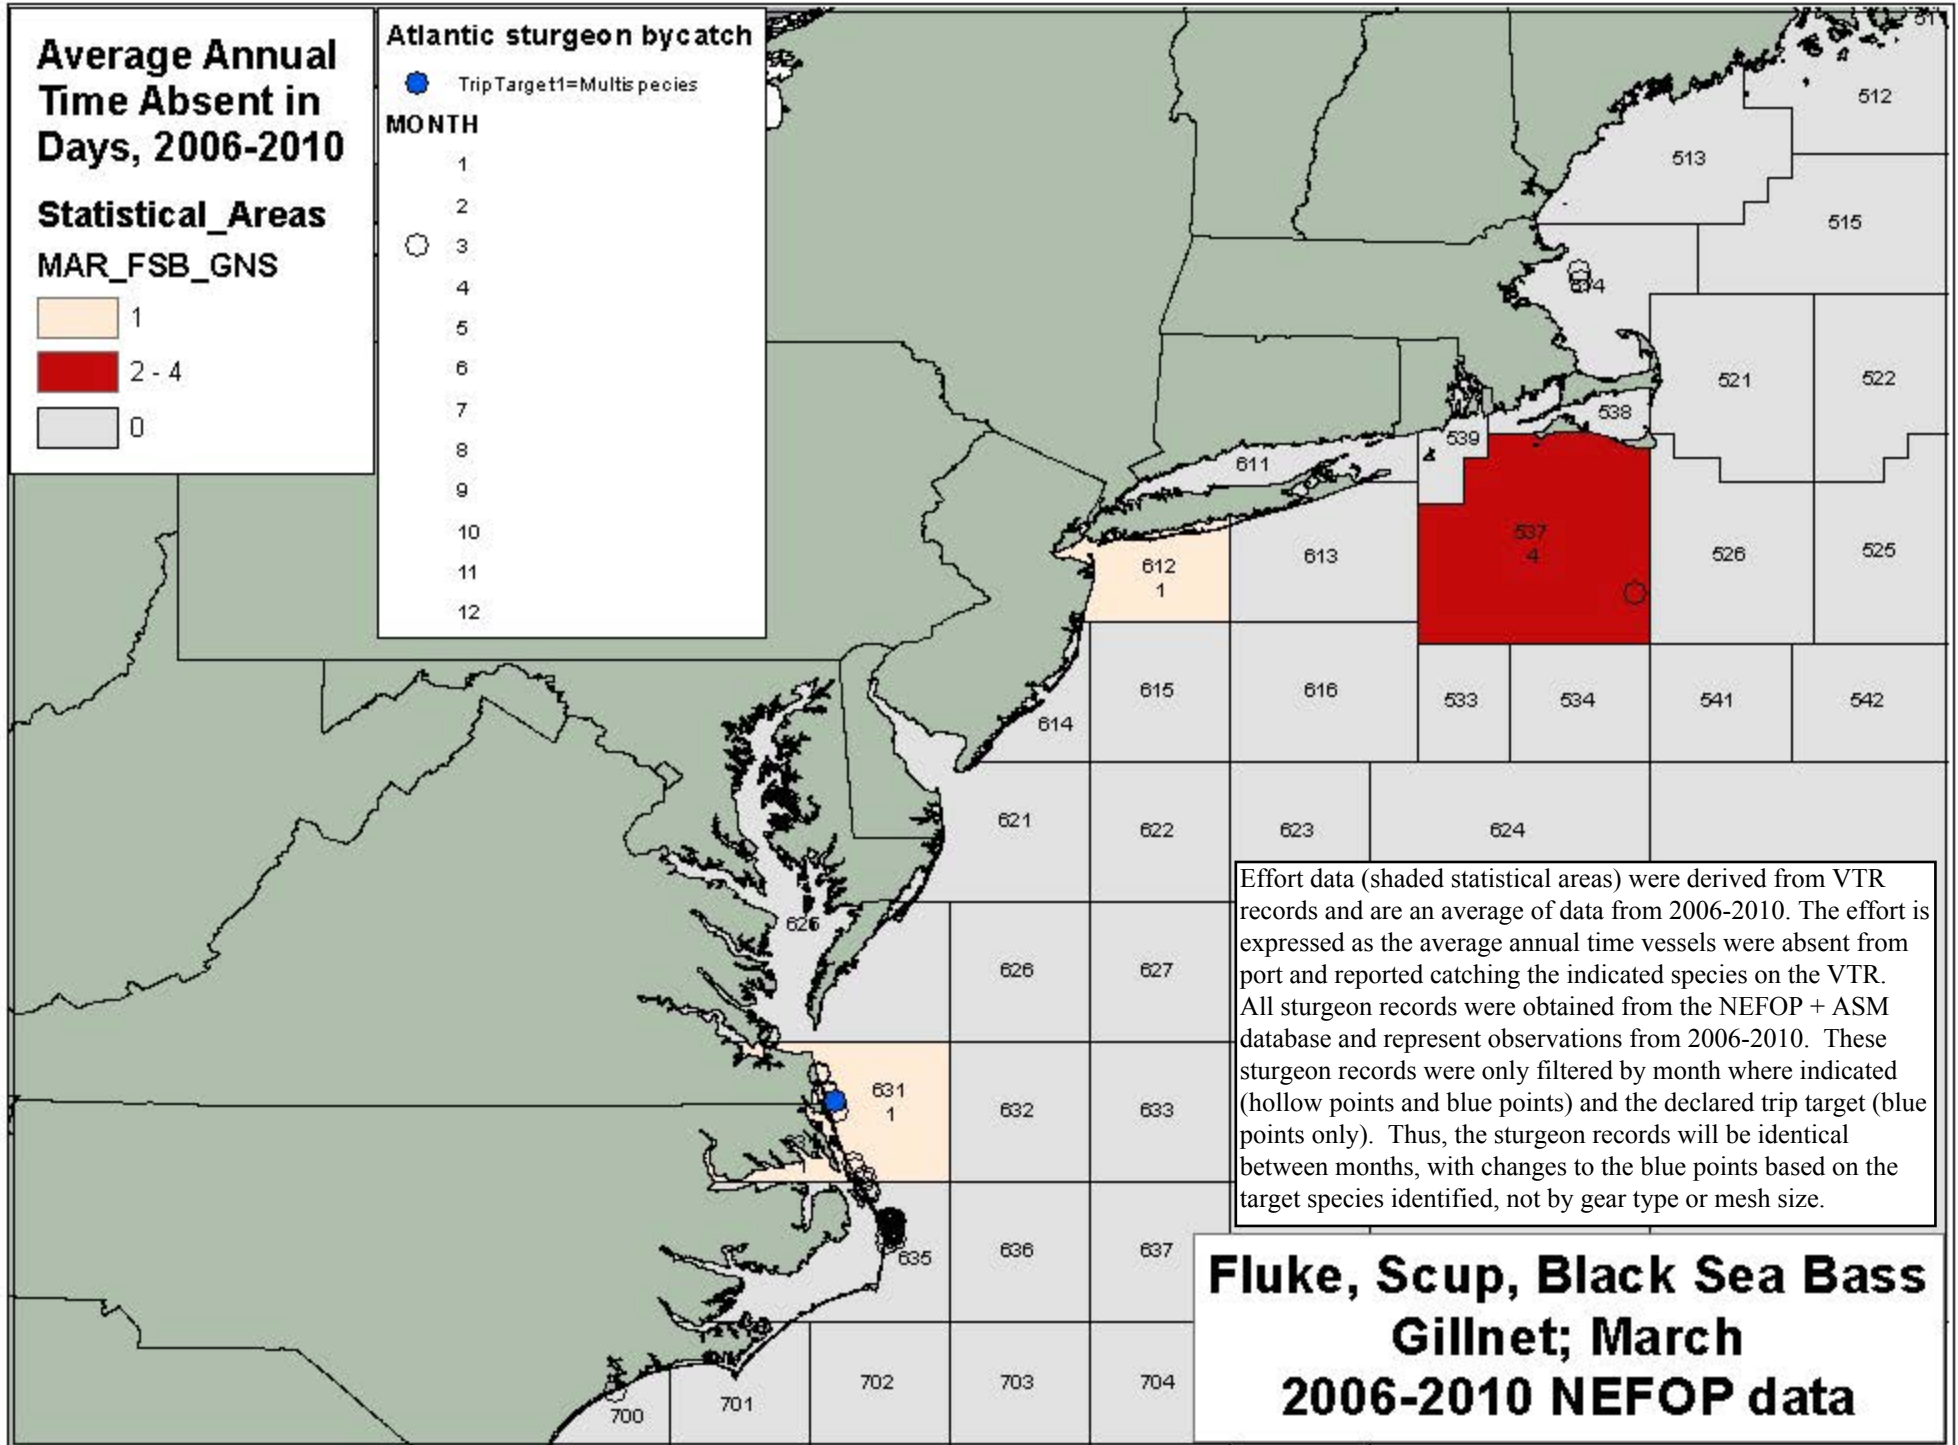 Average Annual
Time Absent in
Days, 2006-2010
Statistical_Areas
MAR_FSB_GNS
1
2 - 4
0
Atlantic sturgeon bycatch
TripTarget1=Multispecies
MONTH
1
2
3
4
5
6
7
8
9
10
11
12
511
512
513
515
514
521
522
538
539
611
537
4
526
525
612
1
613
615
616
533
534
541
542
614
621
622
623
624
625
626
627
631
1
632
633
635
636
637
700
701
702
703
704
Effort data (shaded statistical areas) were derived from VTR
records and are an average of data from 2006-2010. The effort is
expressed as the average annual time vessels were absent from
port and reported catching the indicated species on the VTR.
All sturgeon records were obtained from the NEFOP + ASM
database and represent observations from 2006-2010.  These
sturgeon records were only filtered by month where indicated
(hollow points and blue points) and the declared trip target (blue
points only).  Thus, the sturgeon records will be identical
between months, with changes to the blue points based on the
target species identified, not by gear type or mesh size.
Fluke, Scup, Black Sea Bass
Gillnet; March
2006-2010 NEFOP data